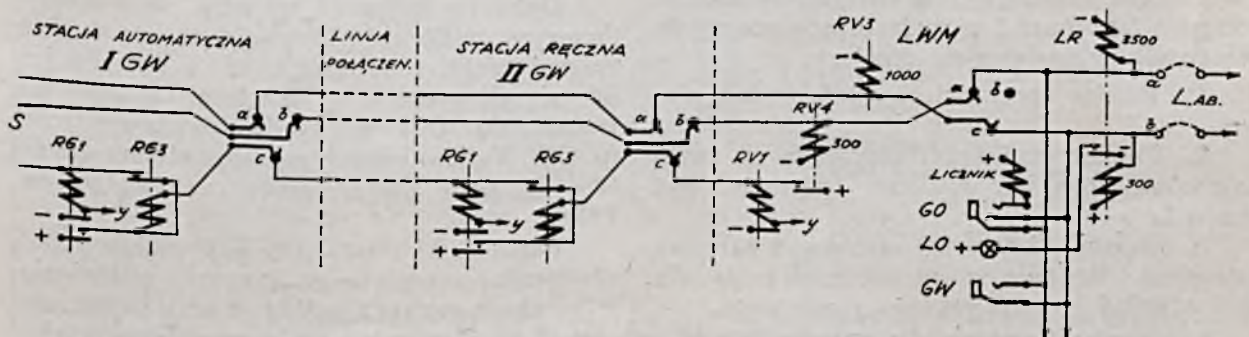 STACJA AUTOMATYCZNA
I GW
LINJA
POŁĄCZEN.
STACJA RĘCZNA
II GW
RV3
1000
LWM
LR
3500
S
RG1
RG3
a
b
c
y
RG1
RG3
a
b
c
y
RV1
RV4
300
a
b
c
LICZNIK
GO
LO
GW
300
a
L.AB.
b